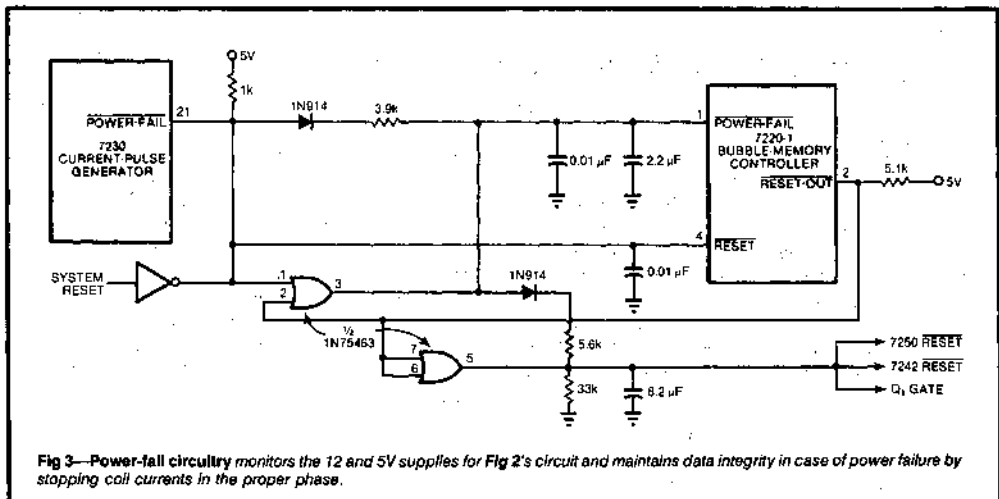 5V
1k
POWER-FAIL
21
7230
CURRENT-PULSE
GENERATOR
1N914
3.9k
0.01 µF
2.2 µF
1
POWER-FAIL
7220-1
BUBBLE-MEMORY
CONTROLLER
RESET-OUT
2
5.1k
5V
4
RESET
0.01 µF
SYSTEM
RESET
1
2
3
1N914
½
1N75463
7
6
5
5.6k
33k
8.2 µF
7250 RESET
7242 RESET
Q₁ GATE
Fig 3—Power-fail circuitry monitors the 12 and 5V supplies for Fig 2's circuit and maintains data integrity in case of power failure by
stopping coil currents in the proper phase.